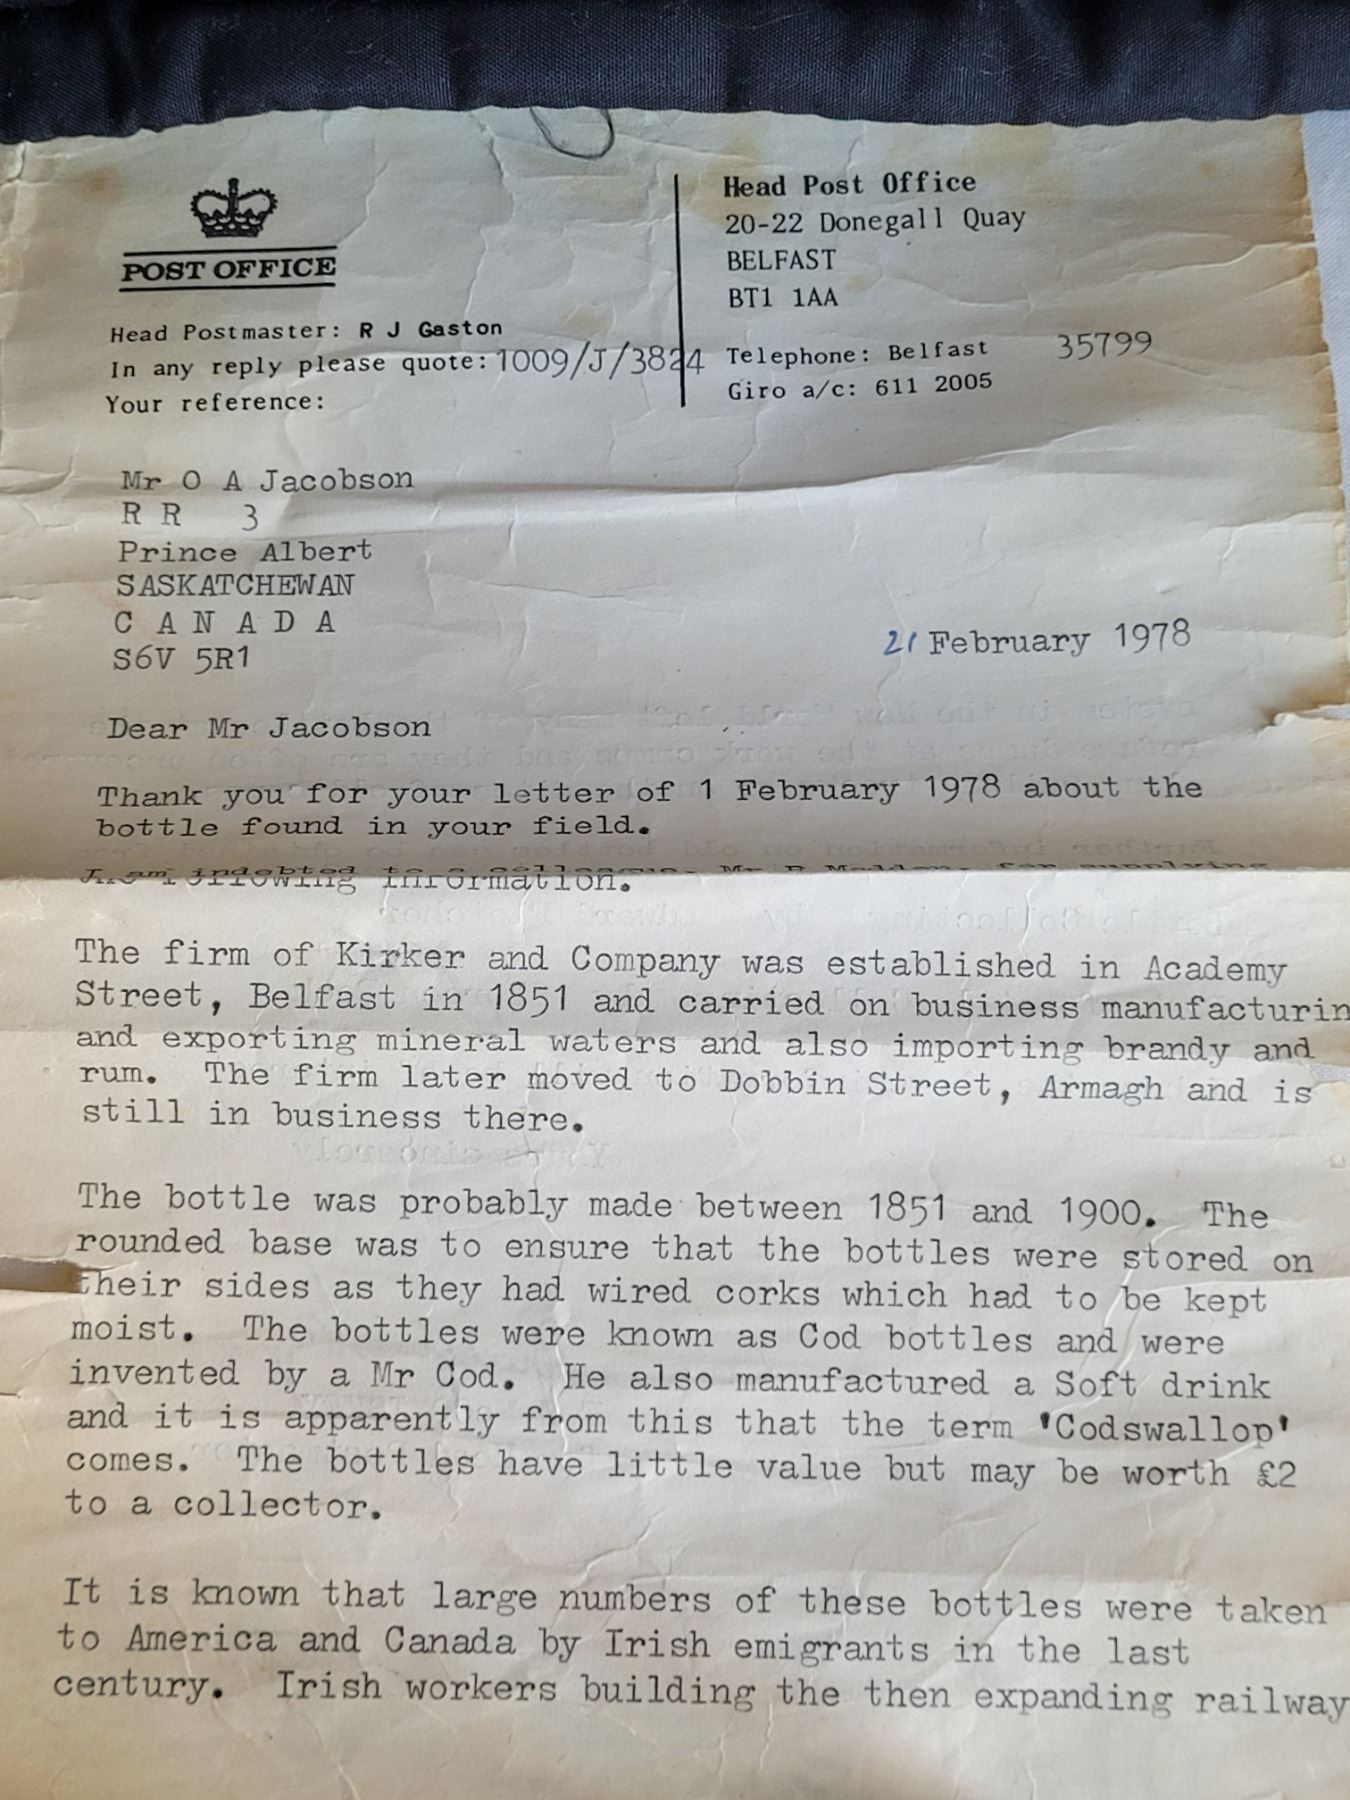 POST OFFICE
Head Postmaster: R J Gaston
In any reply please quote: 1009/J/3824
Your reference:
Head Post Office
20-22 Donegall Quay
BELFAST
BT1 1AA
Telephone: Belfast 35799
Giro a/c: 611 2005
Mr O A Jacobson
R R 3
Prince Albert
SASKATCHEWAN
C A N A D A
S6V 5R1
21 February 1978
Dear Mr Jacobson
Thank you for your letter of 1 February 1978 about the
bottle found in your field.
I am indebted to a colleague, Mr R Madden, for supplying
information.
The firm of Kirker and Company was established in Academy
Street, Belfast in 1851 and carried on business manufacturin
and exporting mineral waters and also importing brandy and
rum. The firm later moved to Dobbin Street, Armagh and is
still in business there.
The bottle was probably made between 1851 and 1900. The
rounded base was to ensure that the bottles were stored on
their sides as they had wired corks which had to be kept
moist. The bottles were known as Cod bottles and were
invented by a Mr Cod. He also manufactured a Soft drink
and it is apparently from this that the term 'Codswallop'
comes. The bottles have little value but may be worth £2
to a collector.
It is known that large numbers of these bottles were taken
to America and Canada by Irish emigrants in the last
century. Irish workers building the then expanding railway